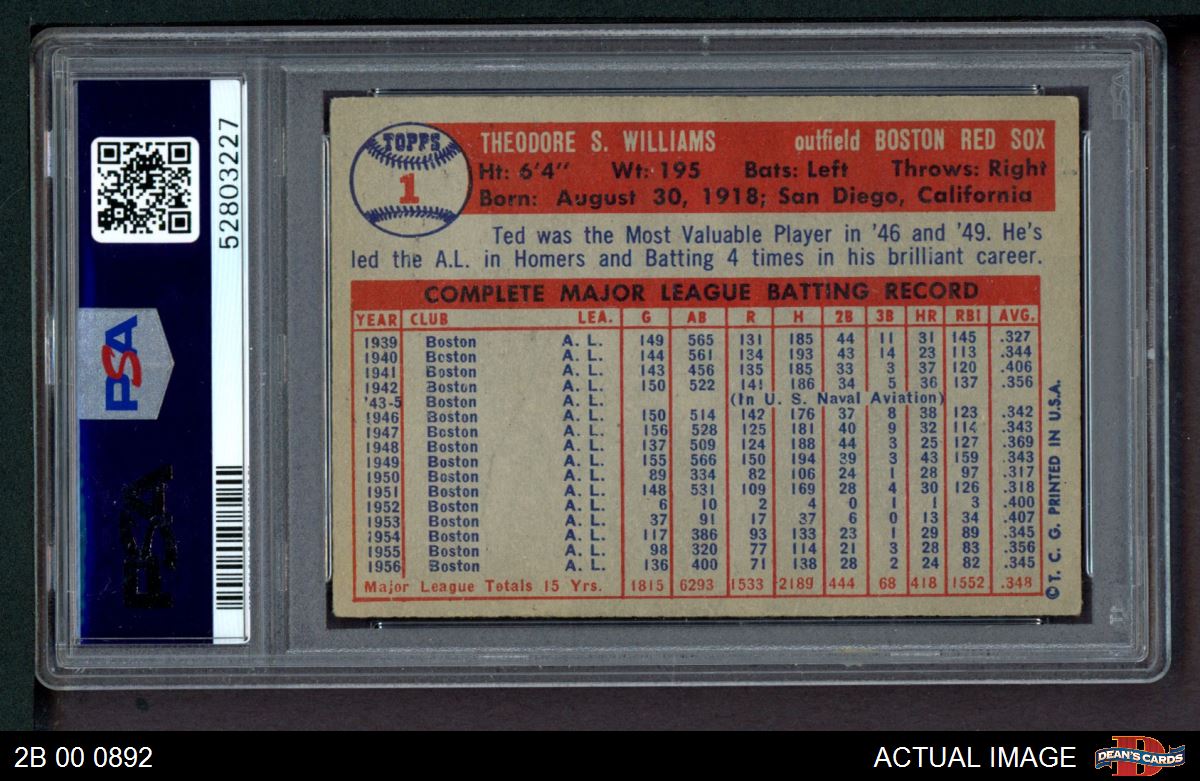 52803227
PSA
PSA
PSA
TOPPS
1
THEODORE S. WILLIAMS outfield BOSTON RED SOX
Ht: 6'4" Wt: 195 Bats: Left Throws: Right
Born: August 30, 1918; San Diego, California
Ted was the Most Valuable Player in '46 and '49. He's
led the A.L. in Homers and Batting 4 times in his brilliant career.
COMPLETE MAJOR LEAGUE BATTING RECORD
YEAR CLUB LEA. G AB R H 2B 3B HR RBI AVG.
1939 Boston A. L. 149 565 131 185 44 11 31 145 .327
1940 Boston A. L. 144 561 134 193 43 14 23 113 .344
1941 Boston A. L. 143 456 135 185 33 3 37 120 .406
1942 Boston A. L. 150 522 141 186 34 5 36 137 .356
'43-5 Boston A. L. (In U. S. Naval Aviation)
1946 Boston A. L. 150 514 142 176 37 8 38 123 .342
1947 Boston A. L. 156 528 125 181 40 9 32 114 .343
1948 Boston A. L. 137 509 124 188 44 3 25 127 .369
1949 Boston A. L. 155 566 150 194 39 3 43 159 .343
1950 Boston A. L. 89 334 82 106 24 1 28 97 .317
1951 Boston A. L. 148 531 109 169 28 4 30 126 .318
1952 Boston A. L. 6 10 2 4 0 1 1 3 .400
1953 Boston A. L. 37 91 17 37 6 0 13 34 .407
1954 Boston A. L. 117 386 93 133 23 1 29 89 .345
1955 Boston A. L. 98 320 77 114 21 3 28 83 .356
1956 Boston A. L. 136 400 71 138 28 2 24 82 .345
Major League Totals 15 Yrs. 1815 6293 1533 2189 444 68 418 1552 .348
© T. C. G. PRINTED IN U.S.A.
2B 00 0892
ACTUAL IMAGE
D
DEAN'S CARDS